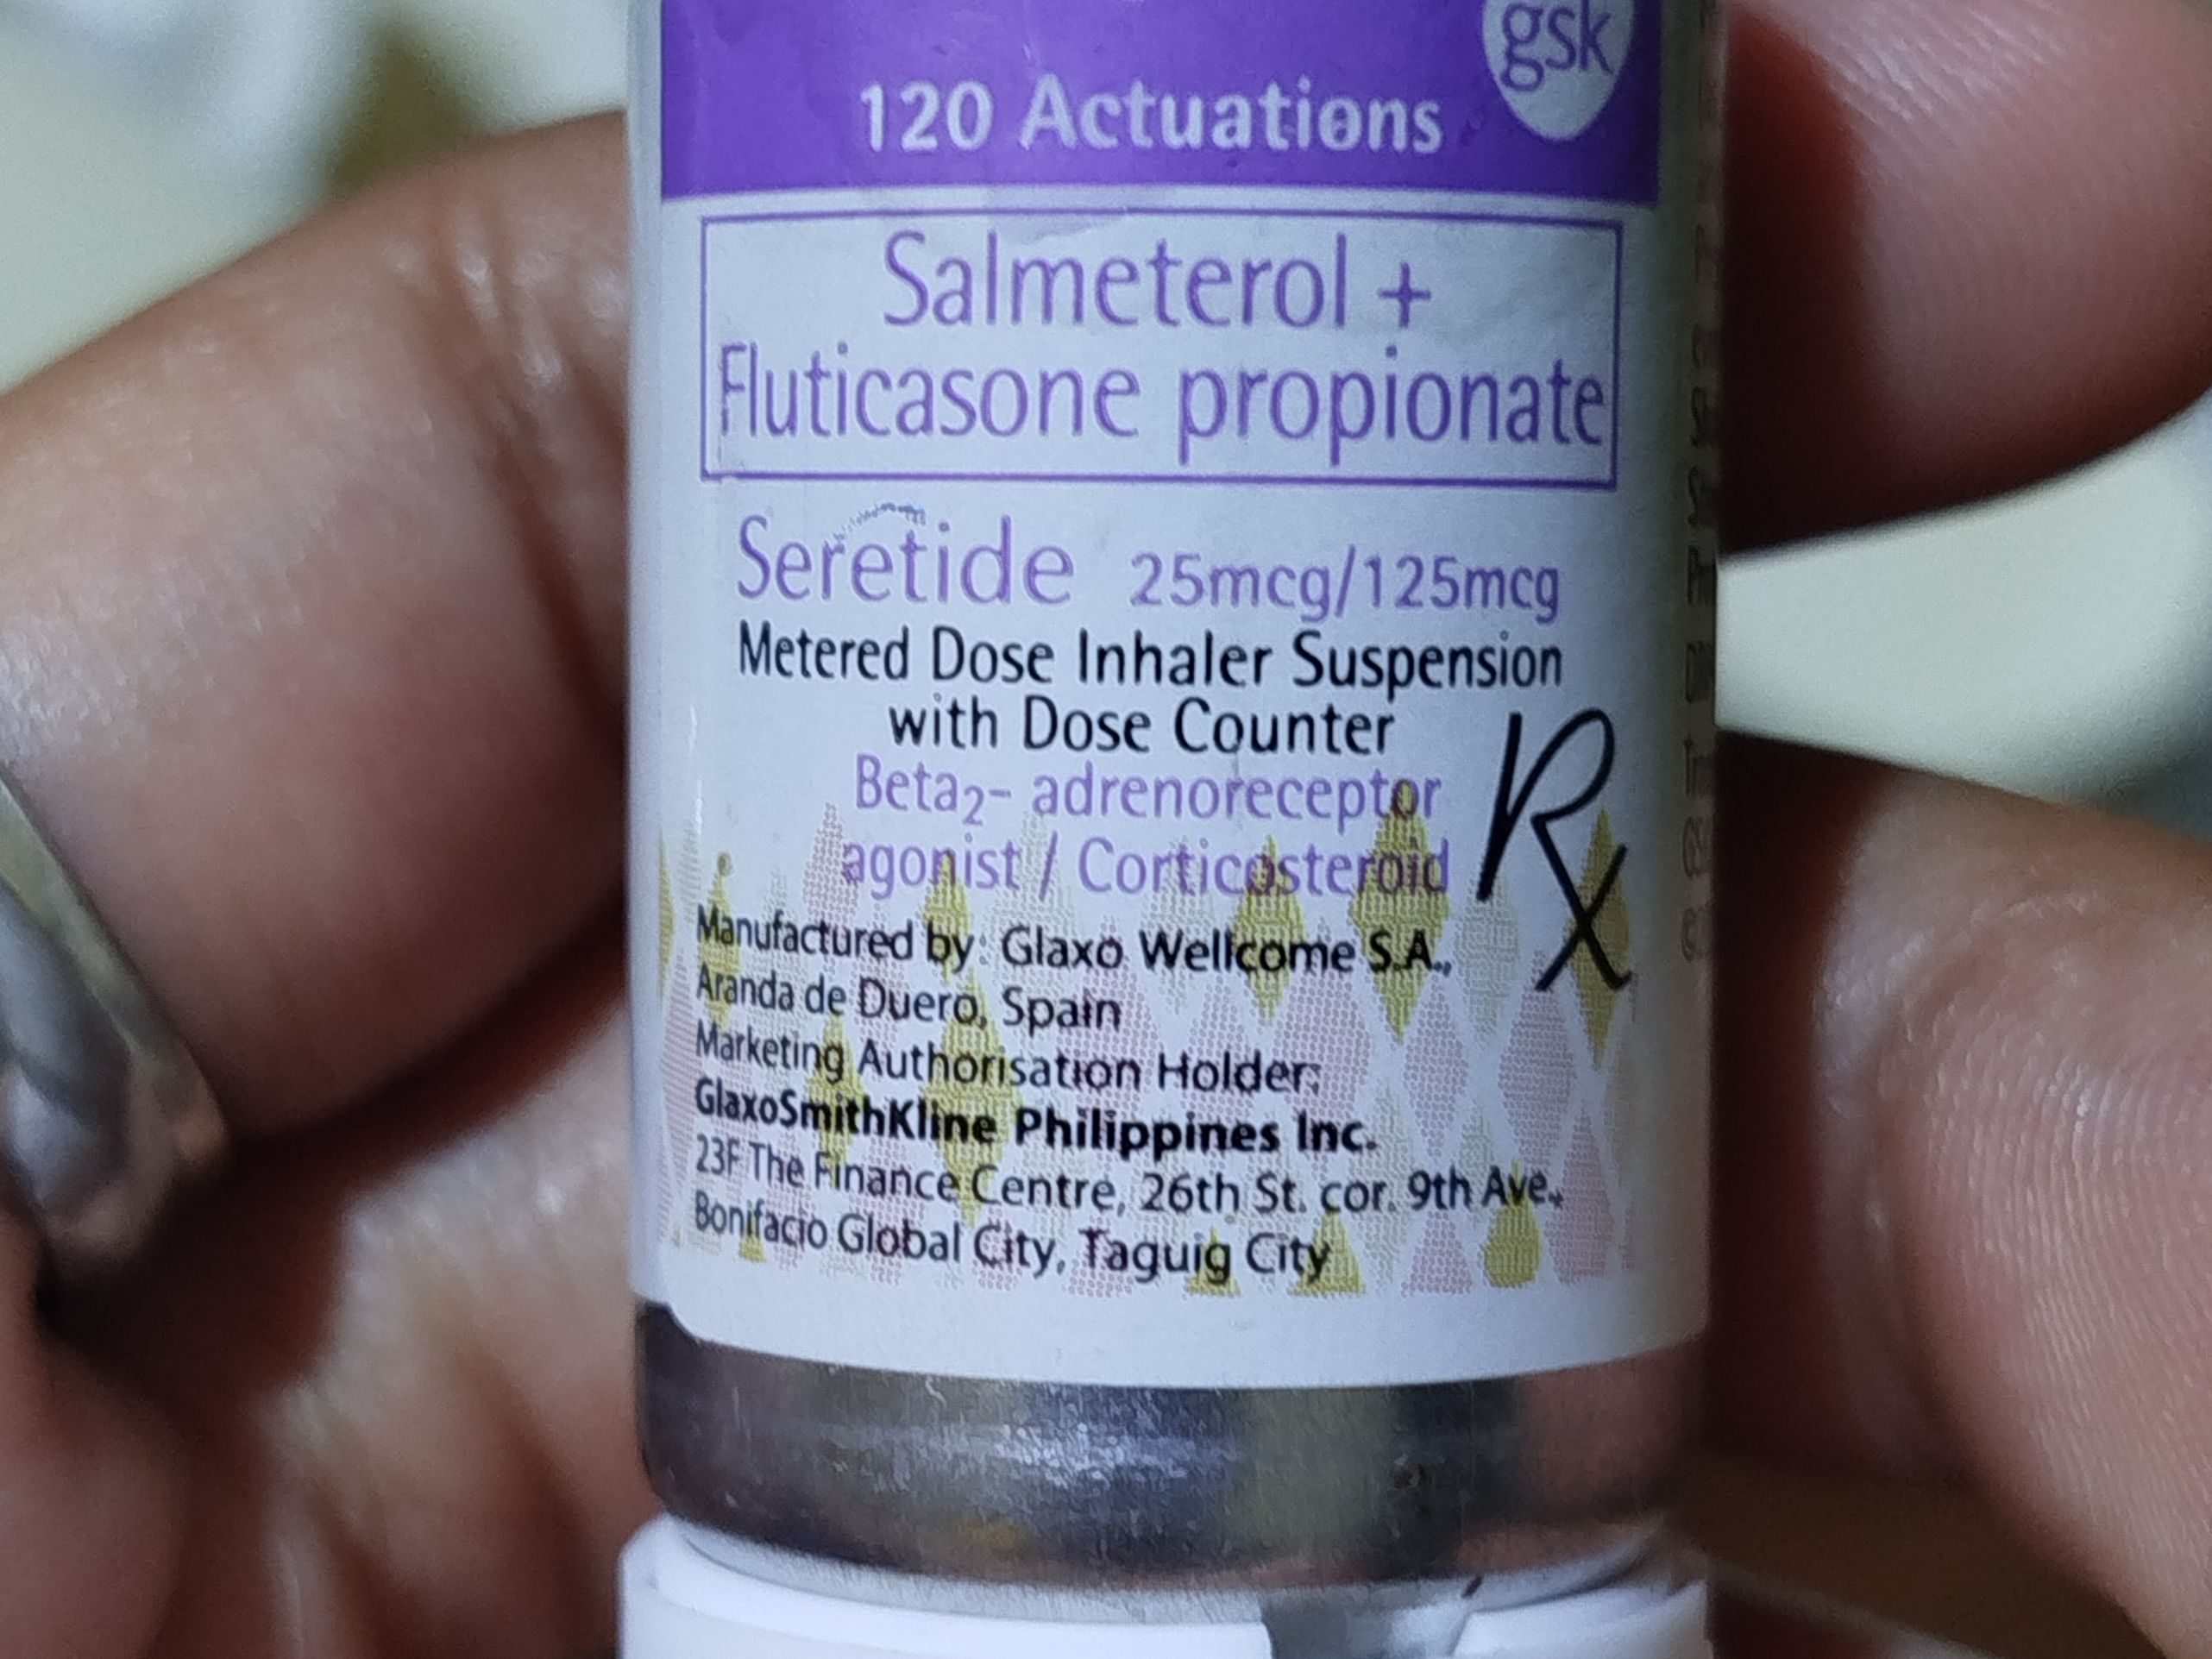 gsk
120 Actuations
Salmeterol +
Fluticasone propionate
Seretide 25mcg/125mcg
Metered Dose Inhaler Suspension
with Dose Counter
Beta₂- adrenoreceptor
agonist / Corticosteroid
Rx
Manufactured by: Glaxo Wellcome S.A.,
Aranda de Duero, Spain
Marketing Authorisation Holder:
GlaxoSmithKline Philippines Inc.
23F The Finance Centre, 26th St. cor. 9th Ave.,
Bonifacio Global City, Taguig City